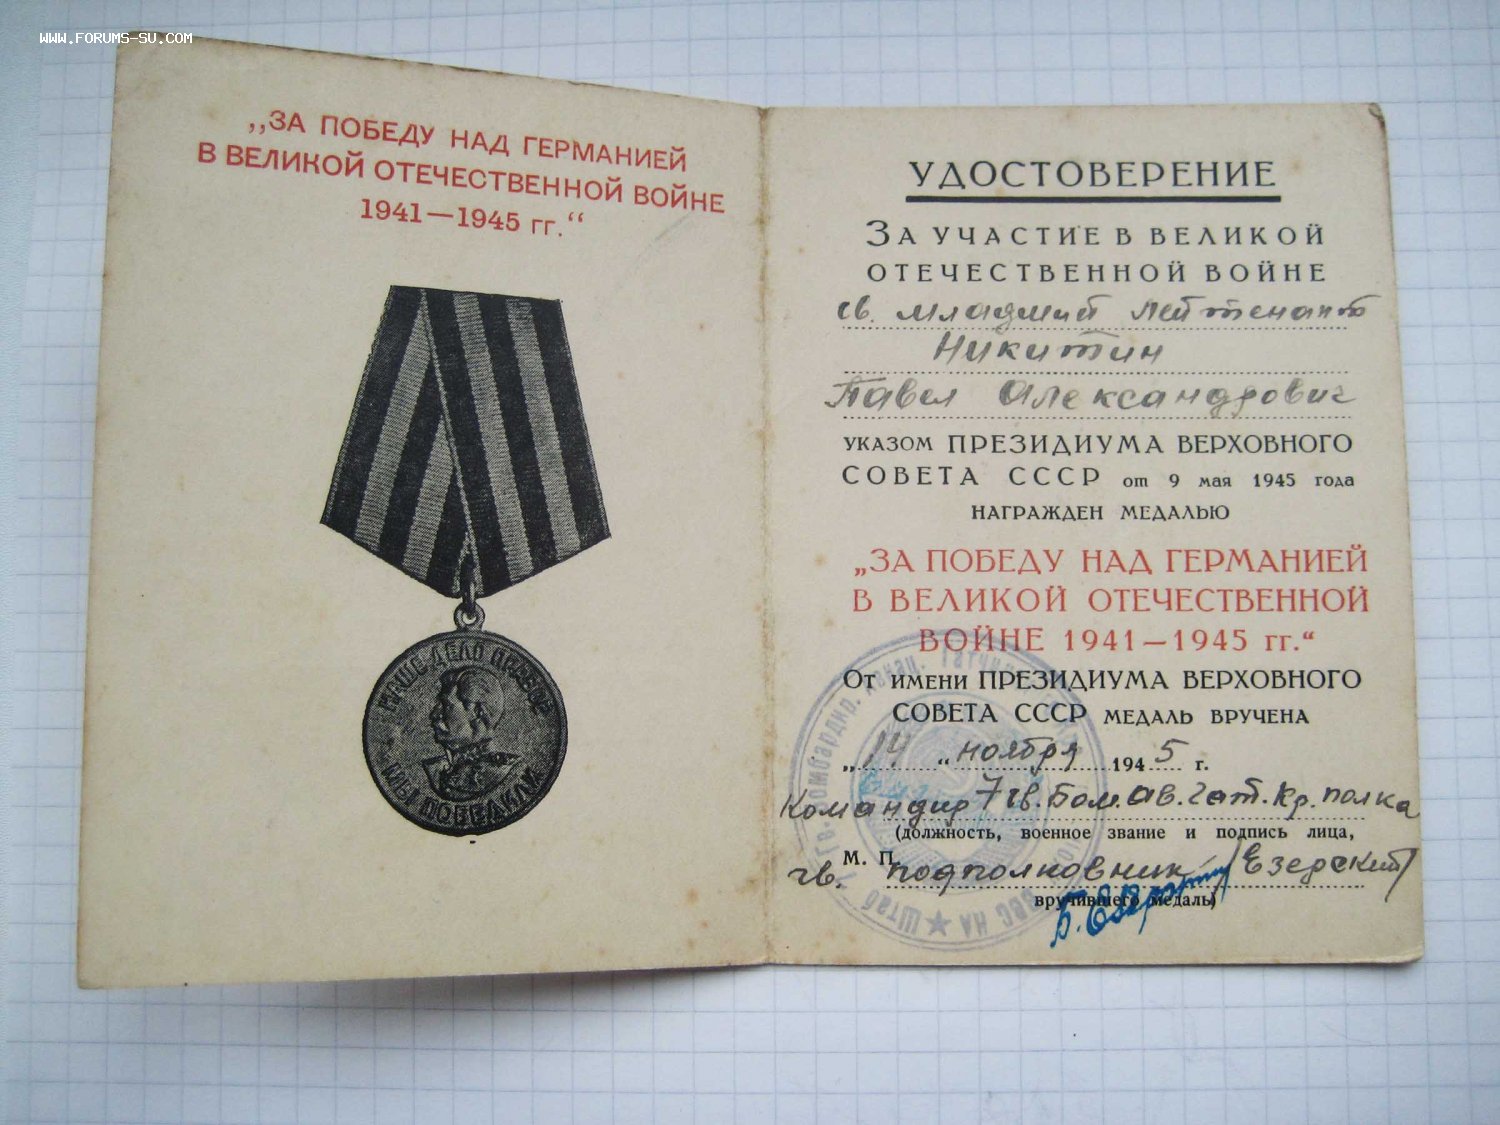 WWW.FORUMS-SU.COM
„ЗА ПОБЕДУ НАД ГЕРМАНИЕЙ
В ВЕЛИКОЙ ОТЕЧЕСТВЕННОЙ ВОЙНЕ
1941—1945 гг.“
НАШЕ ДЕЛО ПРАВОЕ
МЫ ПОБЕДИЛИ
УДОСТОВЕРЕНИЕ
ЗА УЧАСТИЕ В ВЕЛИКОЙ
ОТЕЧЕСТВЕННОЙ ВОЙНЕ
гв. младший лейтенант
Никитин
Павел Александрович
УКАЗОМ ПРЕЗИДИУМА ВЕРХОВНОГО
СОВЕТА СССР от 9 мая 1945 года
НАГРАЖДЕН МЕДАЛЬЮ
„ЗА ПОБЕДУ НАД ГЕРМАНИЕЙ
В ВЕЛИКОЙ ОТЕЧЕСТВЕННОЙ
ВОЙНЕ 1941—1945 гг.“
ОТ ИМЕНИ ПРЕЗИДИУМА ВЕРХОВНОГО
СОВЕТА СССР МЕДАЛЬ ВРУЧЕНА
„14“ ноября 1945 г.
Командир 7 гв. Бом. ав. Гат. Кр. полка
(должность, военное звание и подпись лица,
М. П.
гв. подполковник /Езерский/
вручившего медаль)
Б. Езерский
Штаб